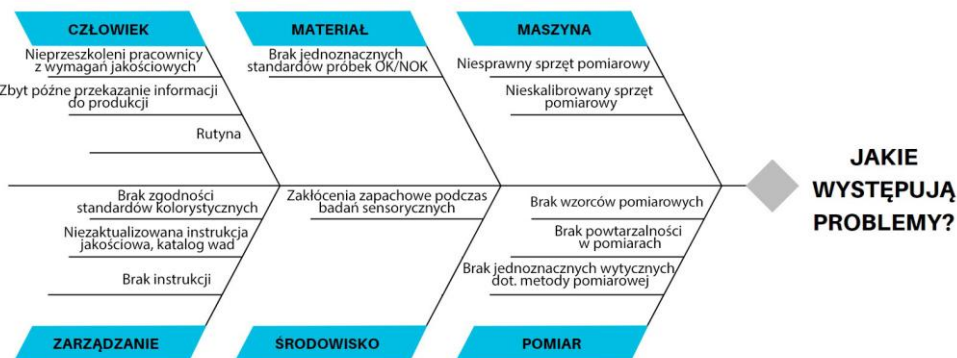 CZŁOWIEK
Nieprzeszkoleni pracownicy
z wymagań jakościowych
Zbyt późne przekazanie informacji
do produkcji
Rutyna
MATERIAŁ
Brak jednoznacznych
standardów próbek OK/NOK
MASZYNA
Niesprawny sprzęt pomiarowy
Nieskalibrowany sprzęt
pomiarowy
JAKIE
WYSTĘPUJĄ
PROBLEMY?
Brak zgodności
standardów kolorystycznych
Niezaktualizowana instrukcja
jakościowa, katalog wad
Brak instrukcji
ZARZĄDZANIE
Zakłócenia zapachowe podczas
badań sensorycznych
ŚRODOWISKO
Brak wzorców pomiarowych
Brak powtarzalności
w pomiarach
Brak jednoznacznych wytycznych
dot. metody pomiarowej
POMIAR